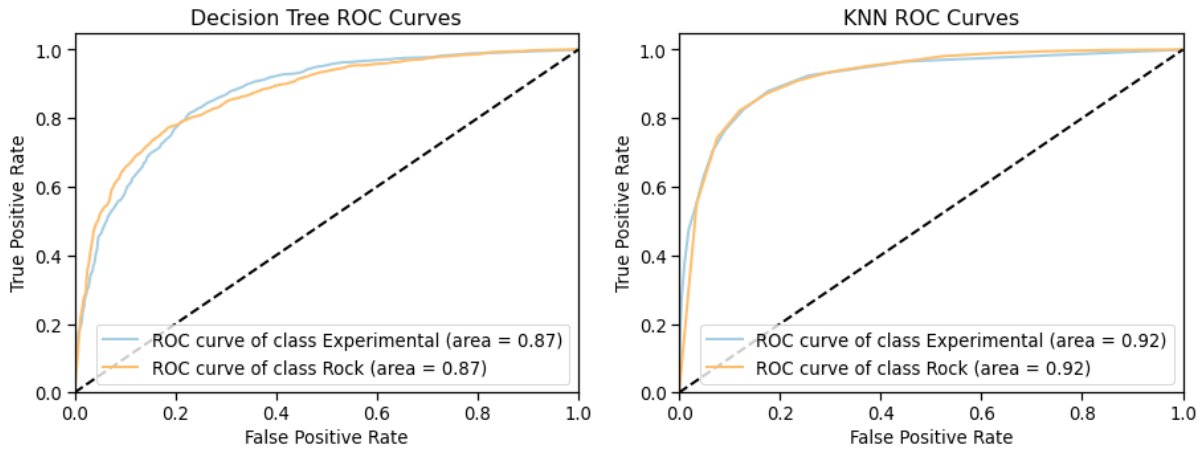 Decision Tree ROC Curves
True Positive Rate
1.0
0.8
0.6
0.4
0.2
0.0
ROC curve of class Experimental (area = 0.87)
ROC curve of class Rock (area = 0.87)
0.0 0.2 0.4 0.6 0.8 1.0
False Positive Rate
KNN ROC Curves
True Positive Rate
1.0
0.8
0.6
0.4
0.2
0.0
ROC curve of class Experimental (area = 0.92)
ROC curve of class Rock (area = 0.92)
0.0 0.2 0.4 0.6 0.8 1.0
False Positive Rate